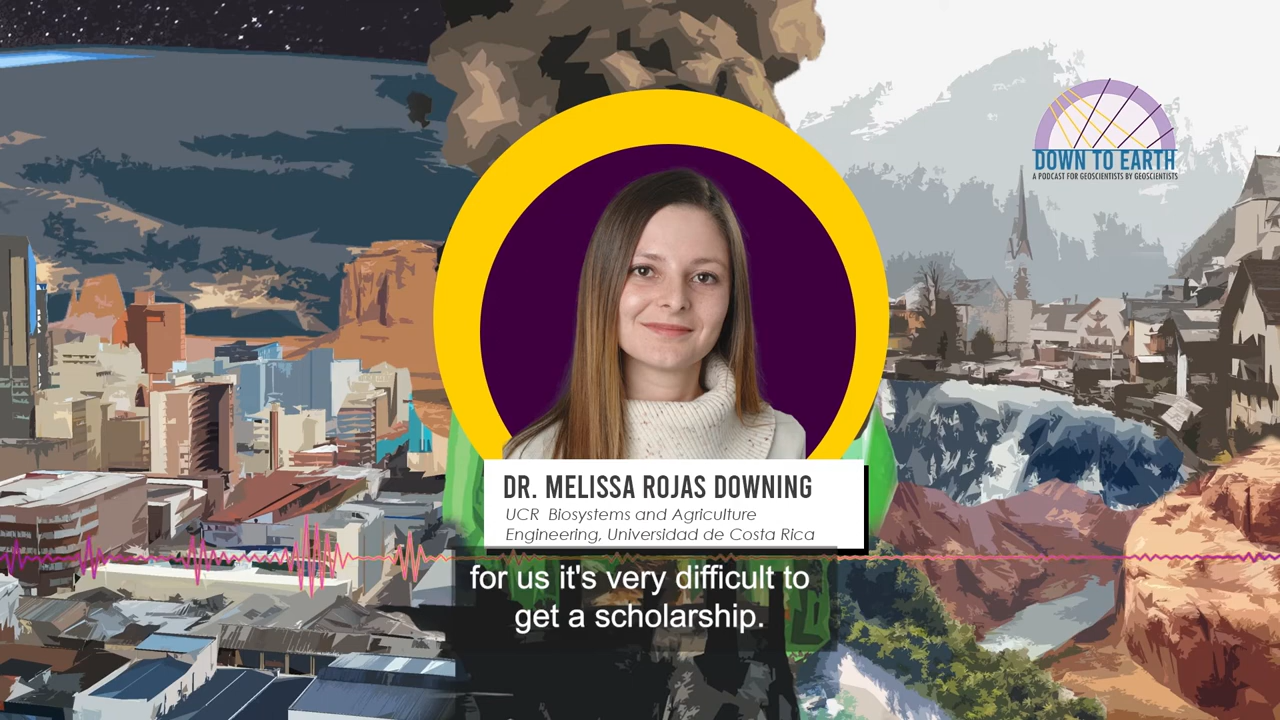 DOWN TO EARTH
A PODCAST FOR GEOSCIENTISTS BY GEOSCIENTISTS
DR. MELISSA ROJAS DOWNING
UCR Biosystems and Agriculture
Engineering, Universidad de Costa Rica
for us it's very difficult to
get a scholarship.